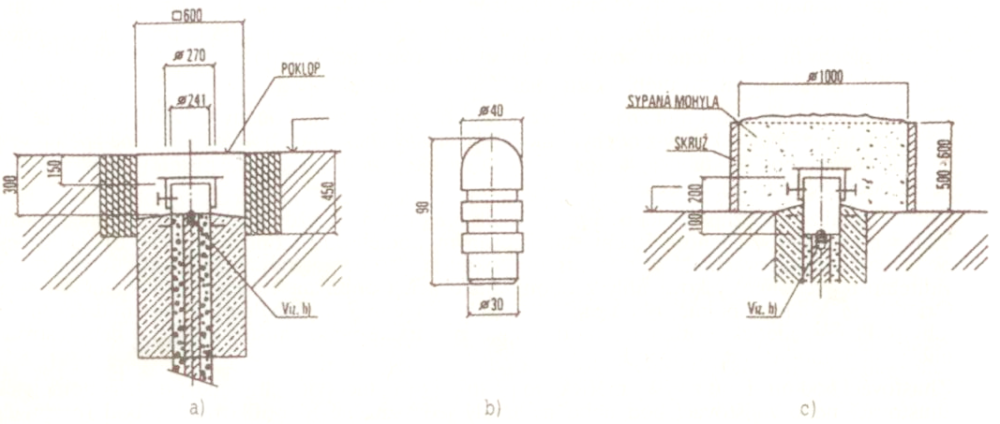 □600
ø270
POKLOP
ø241
300
150
450
Viz. b)
a)
ø40
90
ø30
b)
ø1000
SYPANÁ MOHYLA
SKRUŽ
200
100
500 ÷ 600
Viz. b)
c)